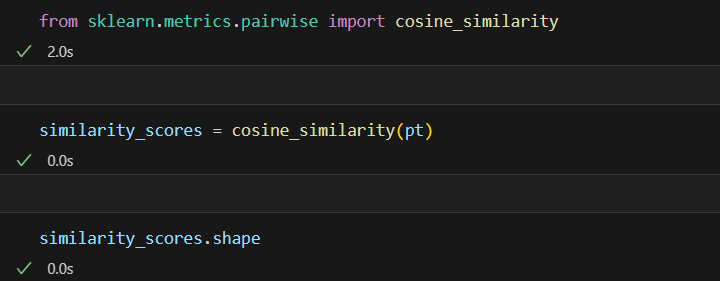 from sklearn.metrics.pairwise import cosine_similarity
2.0s
similarity_scores = cosine_similarity(pt)
0.0s
similarity_scores.shape
0.0s